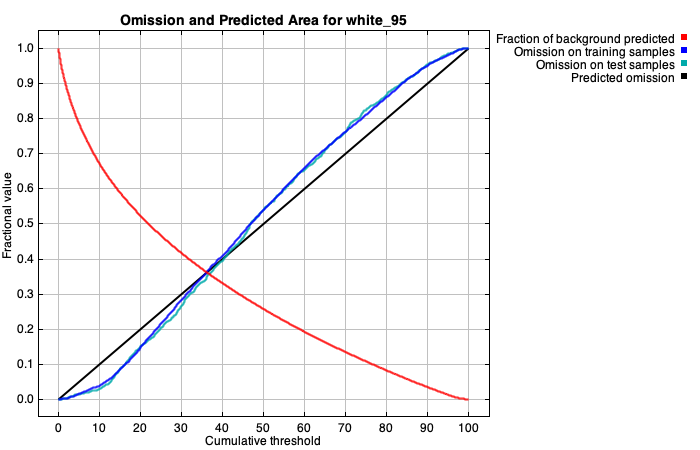 Omission and Predicted Area for white_95
Fraction of background predicted
Omission on training samples
Omission on test samples
Predicted omission
Fractional value
1.0
0.9
0.8
0.7
0.6
0.5
0.4
0.3
0.2
0.1
0.0
0 10 20 30 40 50 60 70 80 90 100
Cumulative threshold